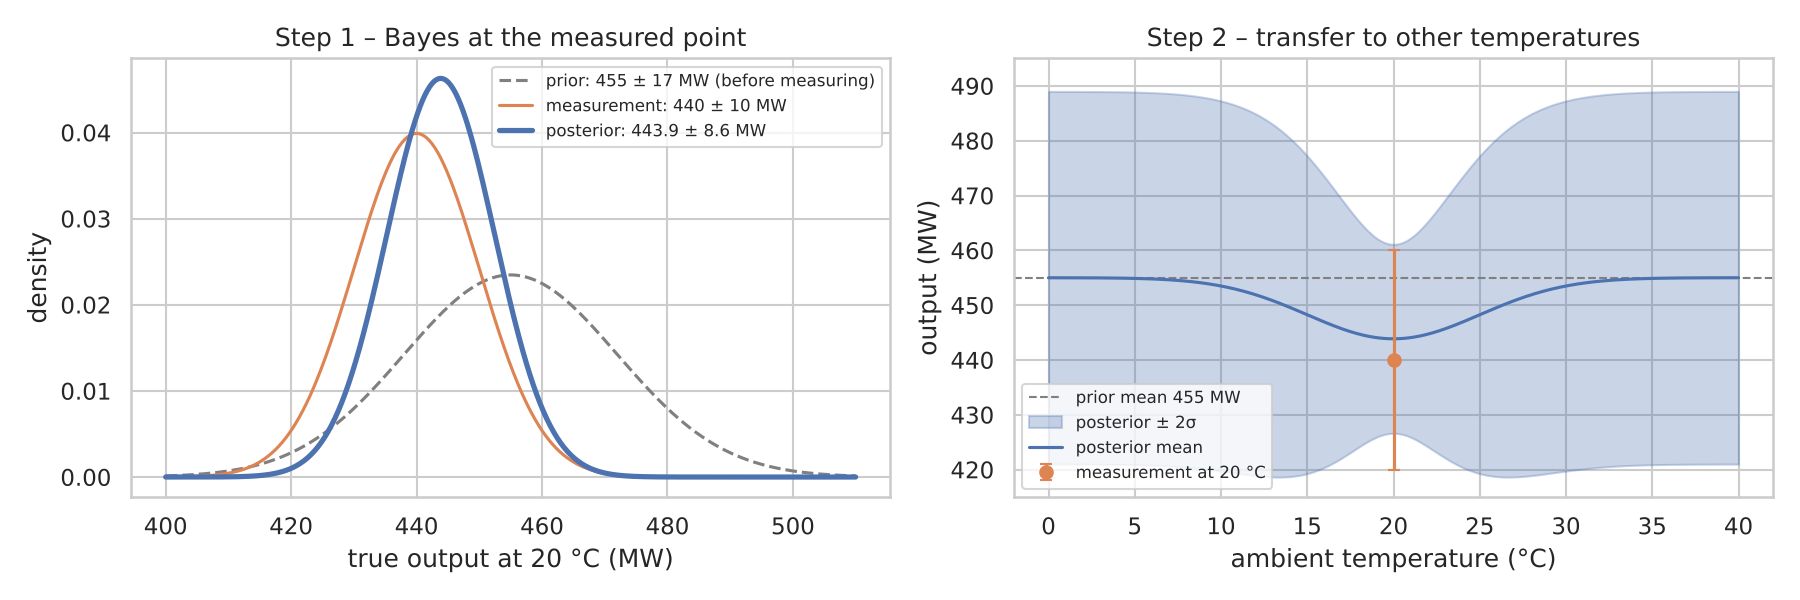 Step 1 – Bayes at the measured point
prior: 455 ± 17 MW (before measuring)
measurement: 440 ± 10 MW
posterior: 443.9 ± 8.6 MW
density
0.04
0.03
0.02
0.01
0.00
400 420 440 460 480 500
true output at 20 °C (MW)
Step 2 – transfer to other temperatures
output (MW)
490
480
470
460
450
440
430
420
prior mean 455 MW
posterior ± 2σ
posterior mean
measurement at 20 °C
0 5 10 15 20 25 30 35 40
ambient temperature (°C)